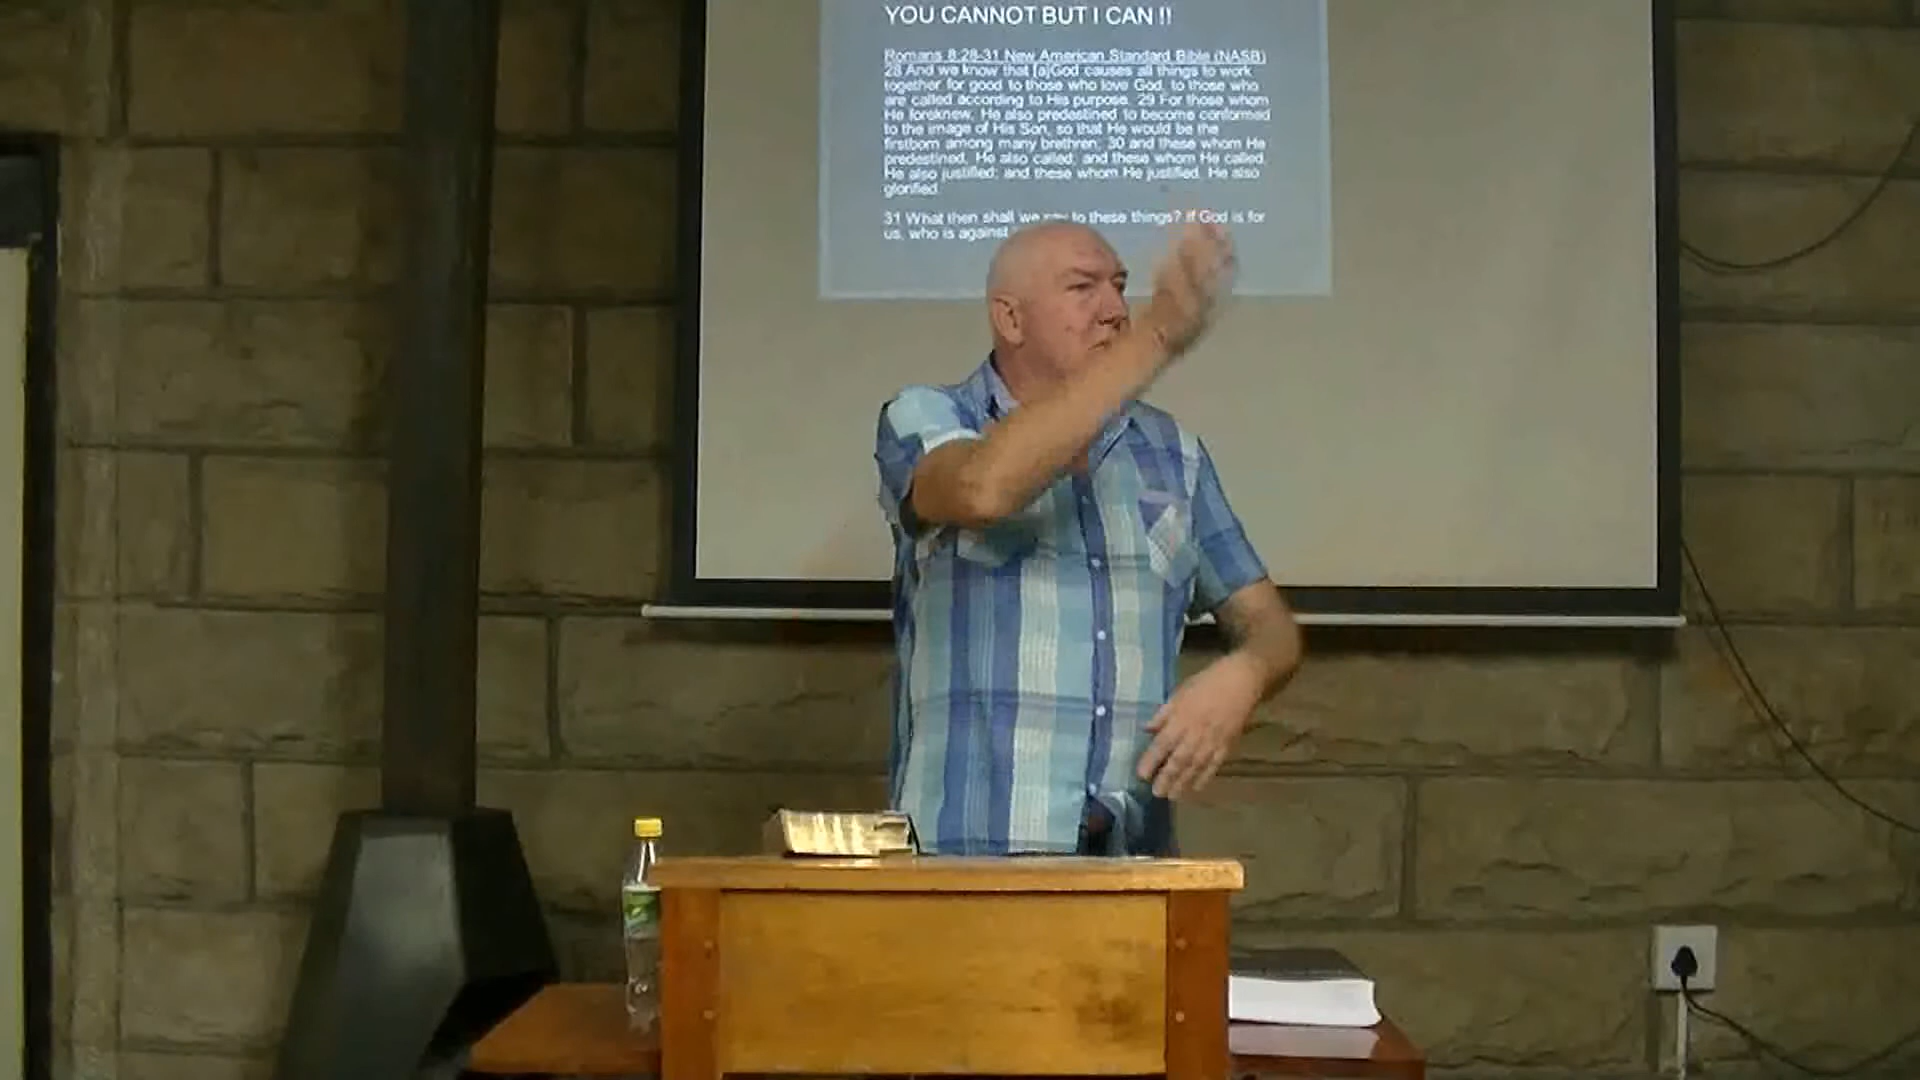 YOU CANNOT BUT I CAN !!
Romans 8:28-31 New American Standard Bible (NASB)
28 And we know that [a]God causes all things to work
together for good to those who love God, to those who
are called according to His purpose. 29 For those whom
He foreknew, He also predestined to become conformed
to the image of His Son, so that He would be the
firstborn among many brethren; 30 and these whom He
predestined, He also called; and these whom He called,
He also justified; and these whom He justified, He also
glorified.
31 What then shall we say to these things? If God is for
us, who is against